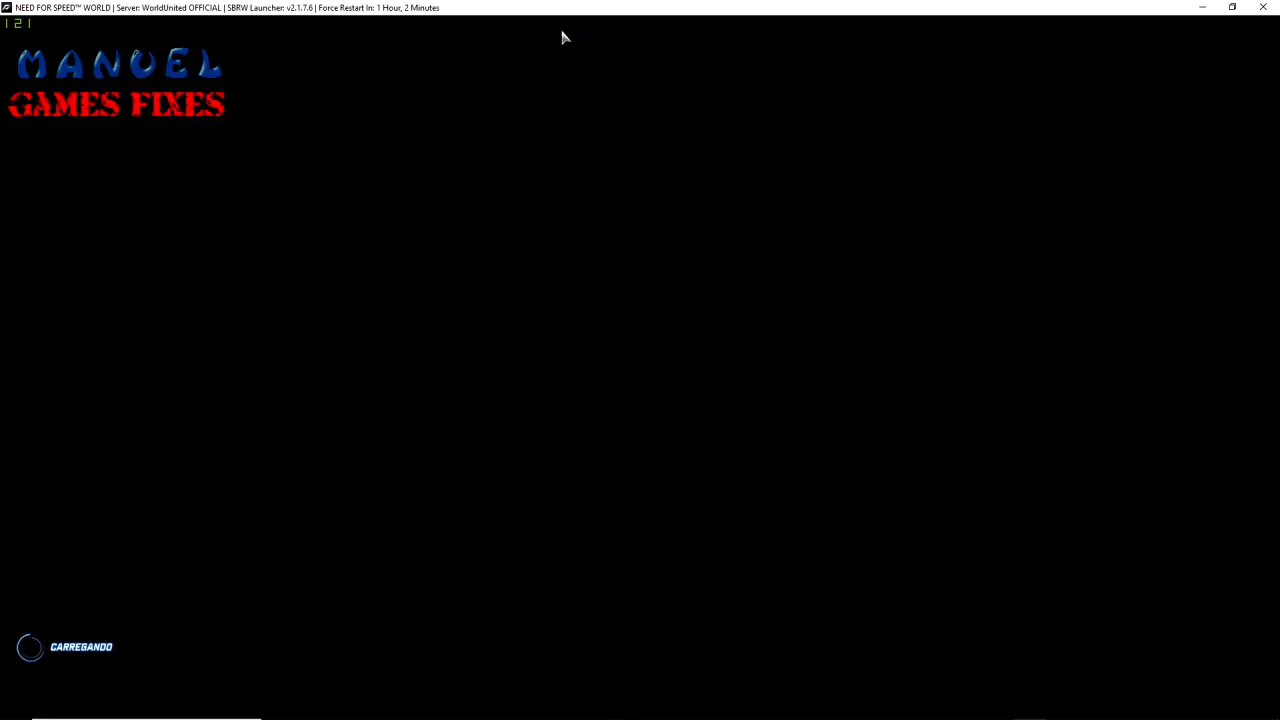 NEED FOR SPEED™ WORLD | Server: WorldUnited OFFICIAL | SBRW Launcher: v2.1.7.6 | Force Restart In: 1 Hour, 2 Minutes
121
MANUEL
GAMES FIXES
CARREGANDO